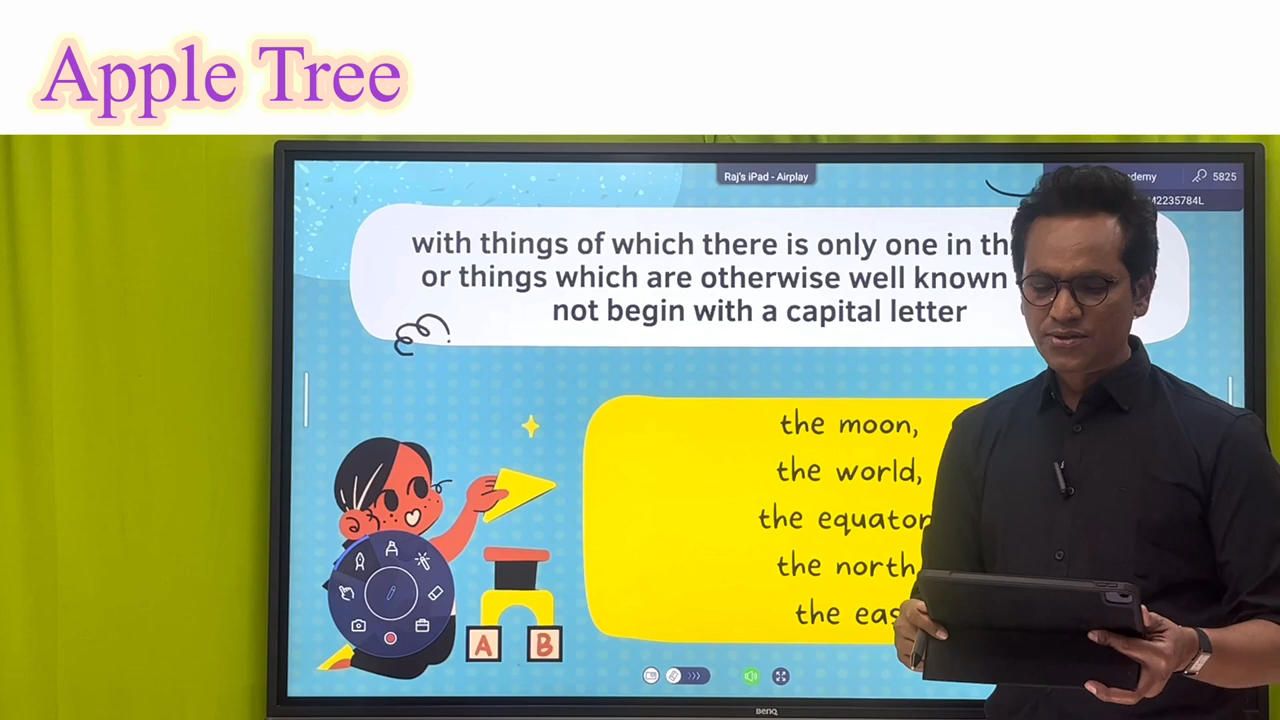 Apple Tree
Raj's iPad - Airplay
5825
M2235784L
with things of which there is only one in
or things which are otherwise well known
not begin with a capital letter
the moon,
the world,
the equator
the north,
the
A B
BenQ